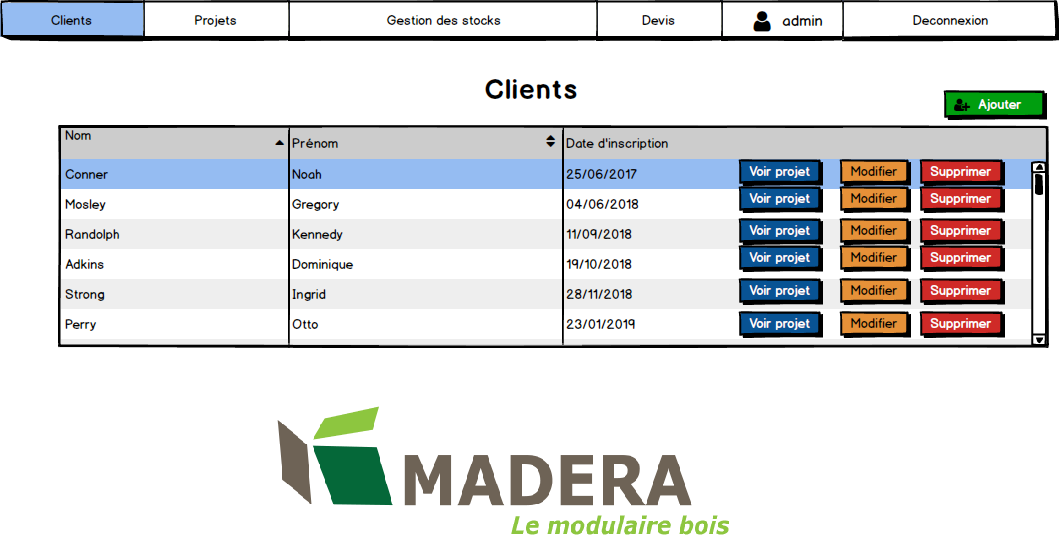 Clients Projets Gestion des stocks Devis admin Deconnexion
Clients
Ajouter
Nom Prénom Date d'inscription
Conner Noah 25/06/2017 Voir projet Modifier Supprimer
Mosley Gregory 04/06/2018 Voir projet Modifier Supprimer
Randolph Kennedy 11/09/2018 Voir projet Modifier Supprimer
Adkins Dominique 19/10/2018 Voir projet Modifier Supprimer
Strong Ingrid 28/11/2018 Voir projet Modifier Supprimer
Perry Otto 23/01/2019 Voir projet Modifier Supprimer
MADERA
Le modulaire bois